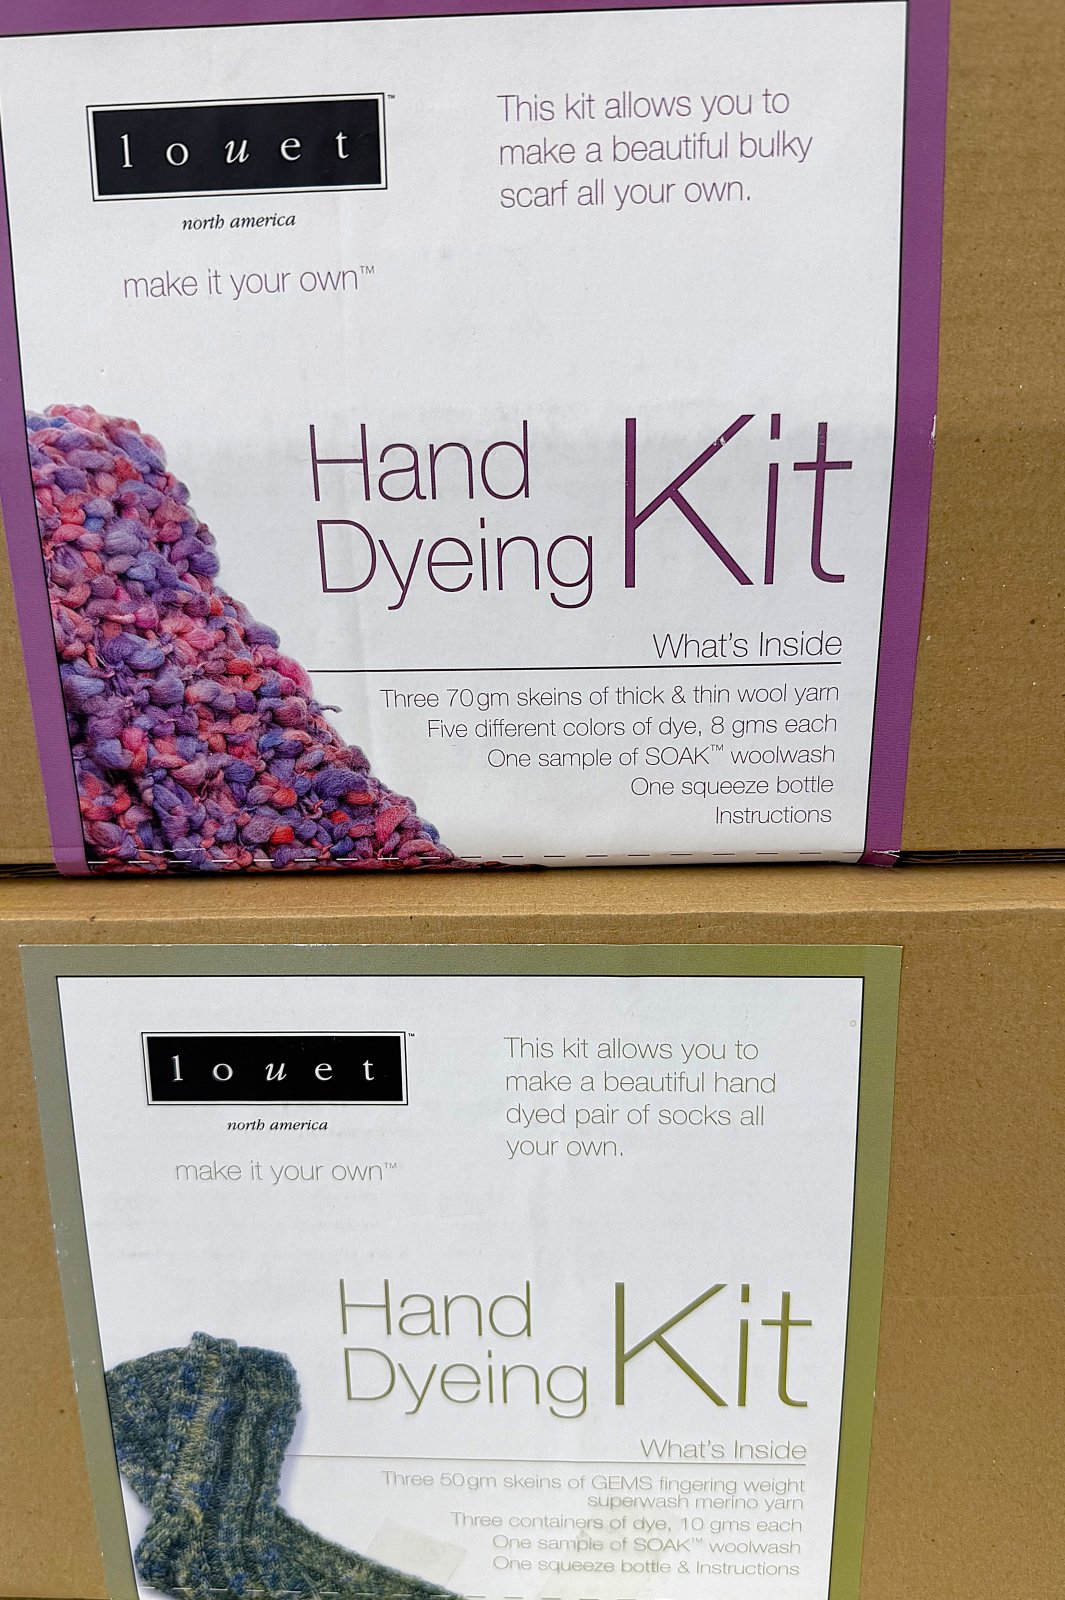 louet™
north america
make it your own™
This kit allows you to
make a beautiful bulky
scarf all your own.
Hand
Dyeing Kit
What's Inside
Three 70gm skeins of thick & thin wool yarn
Five different colors of dye, 8 gms each
One sample of SOAK™ woolwash
One squeeze bottle
Instructions
louet™
north america
make it your own™
This kit allows you to
make a beautiful hand
dyed pair of socks all
your own.
Hand
Dyeing Kit
What's Inside
Three 50gm skeins of GEMS fingering weight
superwash merino yarn
Three containers of dye, 10 gms each
One sample of SOAK™ woolwash
One squeeze bottle & Instructions